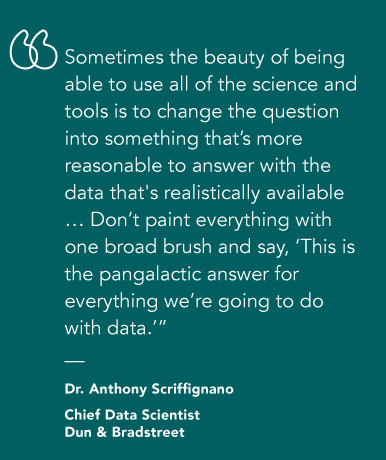 “Sometimes the beauty of being
able to use all of the science and
tools is to change the question
into something that’s more
reasonable to answer with the
data that's realistically available
… Don’t paint everything with
one broad brush and say, ‘This is
the pangalactic answer for
everything we’re going to do
with data.’”
—
Dr. Anthony Scriffignano
Chief Data Scientist
Dun & Bradstreet